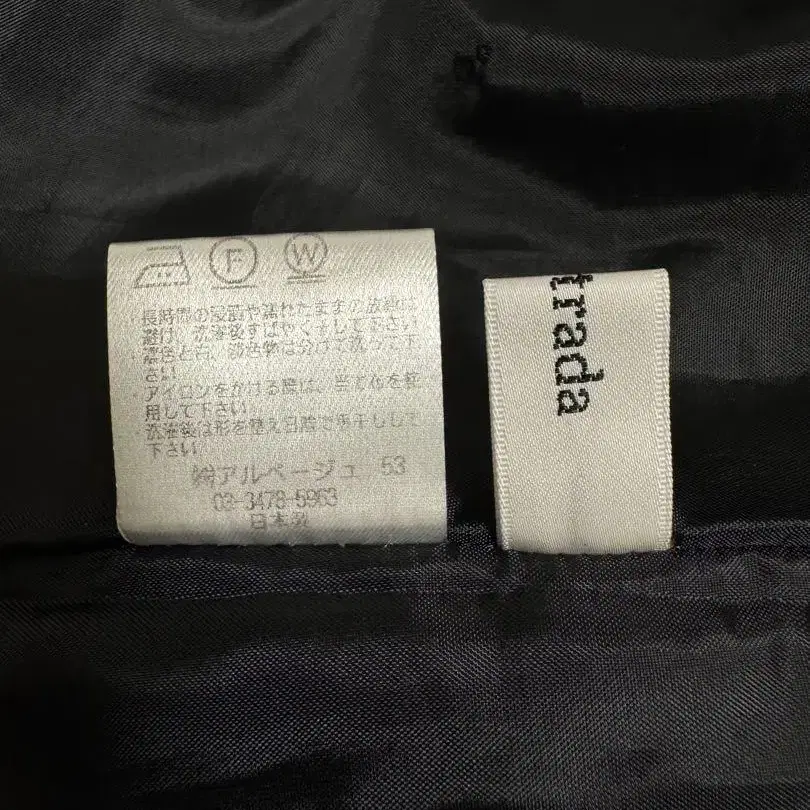 F W
・長時間の浸漬や濡れたままの放置は
避け、洗濯後すばやく干して下さい
・濃色と白、淡色物は分けて洗って下
さい
・アイロンをかける際は、当て布を使
用して下さい
・洗濯後は形を整え日陰で平干しして
下さい
㈱アルページュ 53
03-3478-5963
日本製
trada